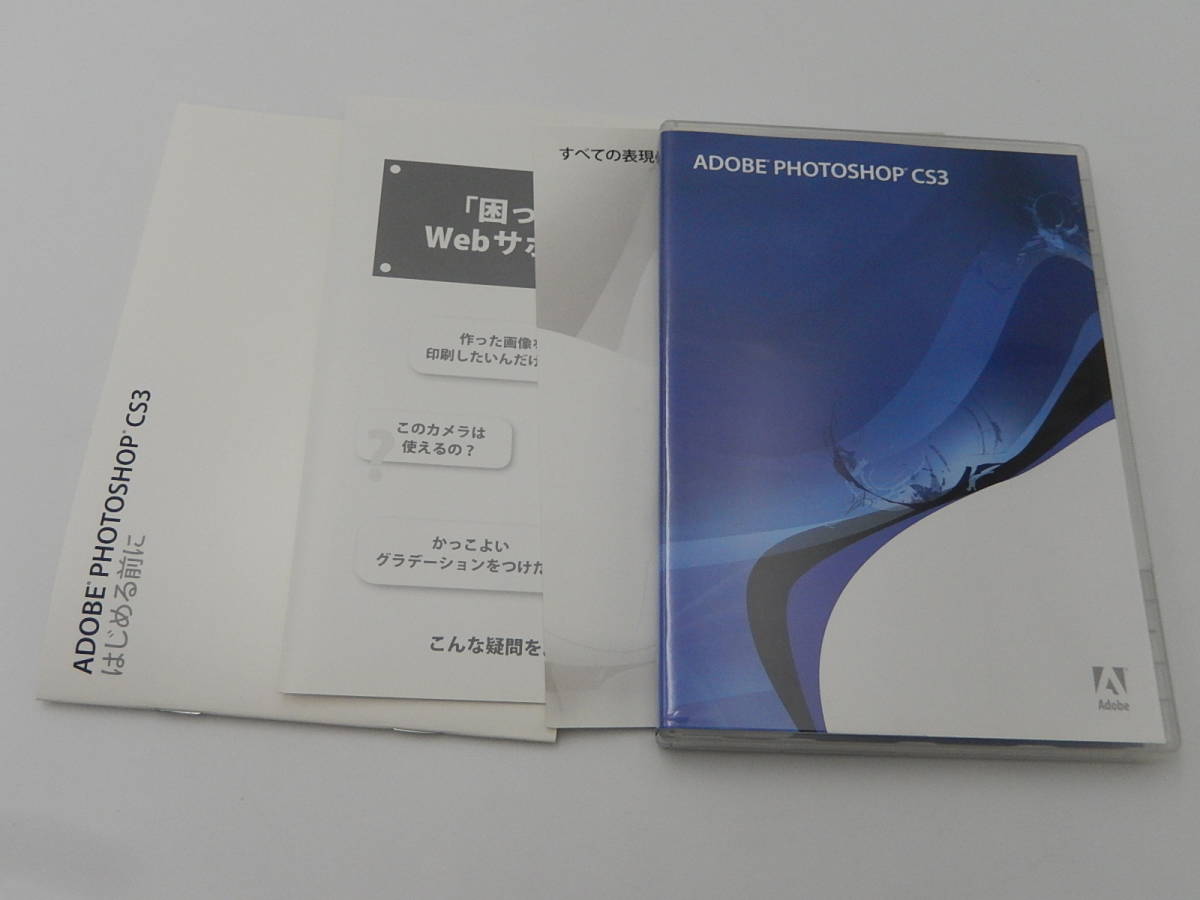 ADOBE® PHOTOSHOP® CS3
はじめる前に
「困っ
Webサポ
作った画像を
印刷したいんだけ
?
このカメラは
使えるの？
かっこよい
グラデーションをつけた
こんな疑問を、
すべての表現
ADOBE® PHOTOSHOP® CS3
Adobe